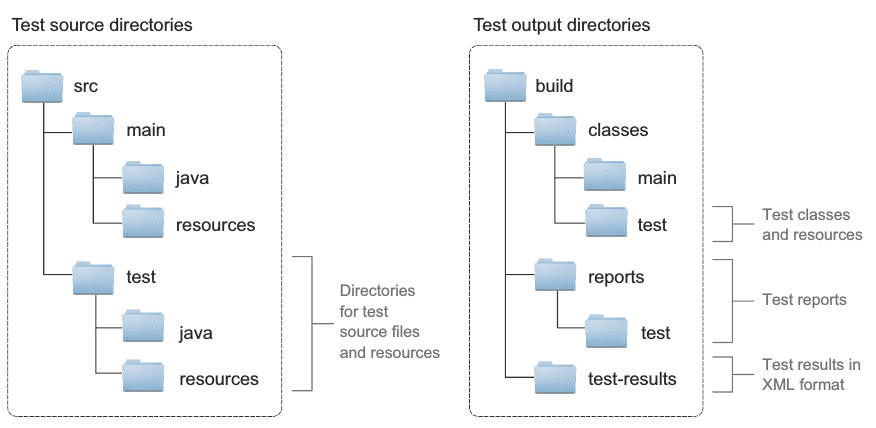 Test source directories
src
main
java
resources
test
java
resources
Directories
for test
source files
and resources
Test output directories
build
classes
main
test
reports
test
test-results
Test classes
and resources
Test reports
Test results in
XML format